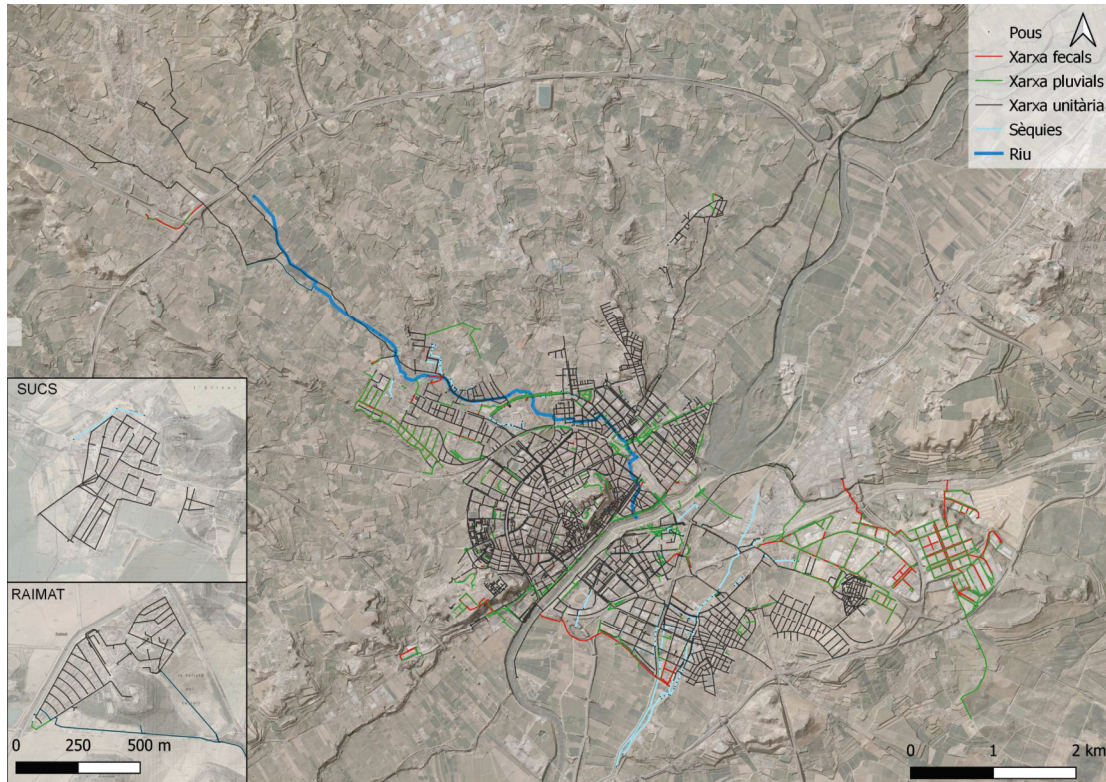 Pous
Xarxa fecals
Xarxa pluvials
Xarxa unitària
Sèquies
Riu
SUCS
RAIMAT
0 250 500 m
0 1 2 km